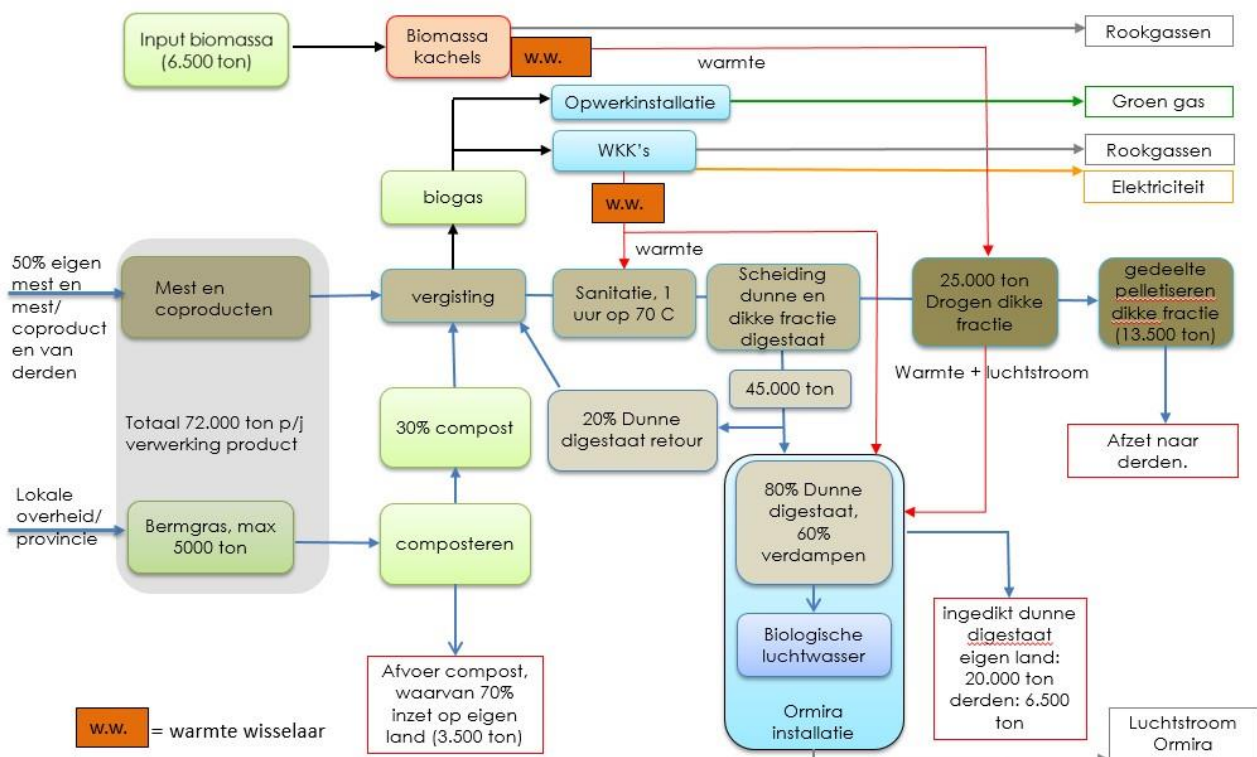 Input biomassa
(6.500 ton)
Biomassa
kachels
w.w.
warmte
Rookgassen
Opwerkinstallatie
Groen gas
WKK's
Rookgassen
Elektriciteit
biogas
w.w.
warmte
50% eigen
mest en
mest/
coproduct
en van
derden
Mest en
coproducten
vergisting
Sanitatie, 1
uur op 70 C
Scheiding
dunne en
dikke fractie
digestaat
25.000 ton
Drogen dikke
fractie
gedeelte
pelletiseren
dikke fractie
(13.500 ton)
Warmte + luchtstroom
45.000 ton
Totaal 72.000 ton p/j
verwerking product
30% compost
20% Dunne
digestaat retour
Afzet naar
derden.
Lokale
overheid/
provincie
Bermgras, max
5000 ton
composteren
80% Dunne
digestaat,
60%
verdampen
Biologische
luchtwasser
Ormira
installatie
ingedikt dunne
digestaat
eigen land:
20.000 ton
derden: 6.500
ton
Afvoer compost,
waarvan 70%
inzet op eigen
land (3.500 ton)
w.w. = warmte wisselaar
Luchtstroom
Ormira